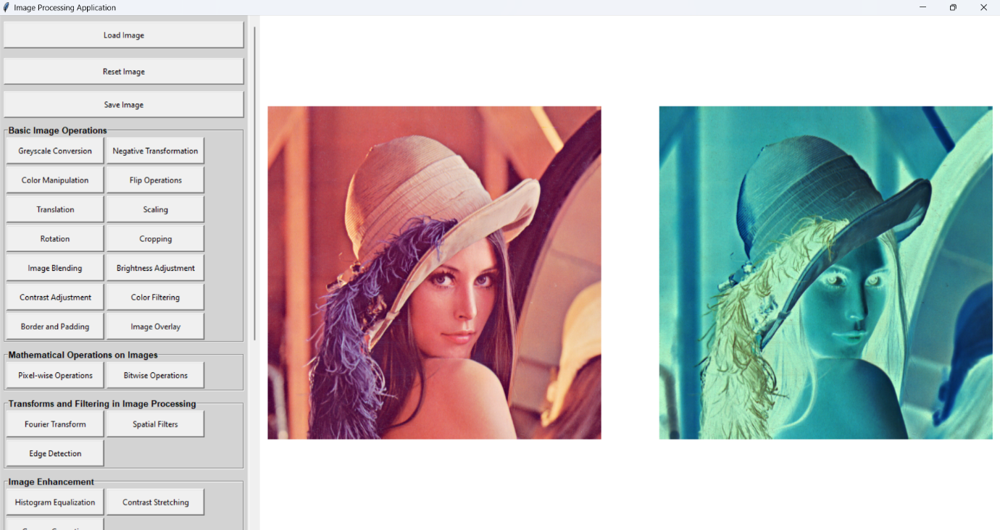 Image Processing Application
Load Image
Reset Image
Save Image
Basic Image Operations
Greyscale Conversion Negative Transformation
Color Manipulation Flip Operations
Translation Scaling
Rotation Cropping
Image Blending Brightness Adjustment
Contrast Adjustment Color Filtering
Border and Padding Image Overlay
Mathematical Operations on Images
Pixel-wise Operations Bitwise Operations
Transforms and Filtering in Image Processing
Fourier Transform Spatial Filters
Edge Detection
Image Enhancement
Histogram Equalization Contrast Stretching